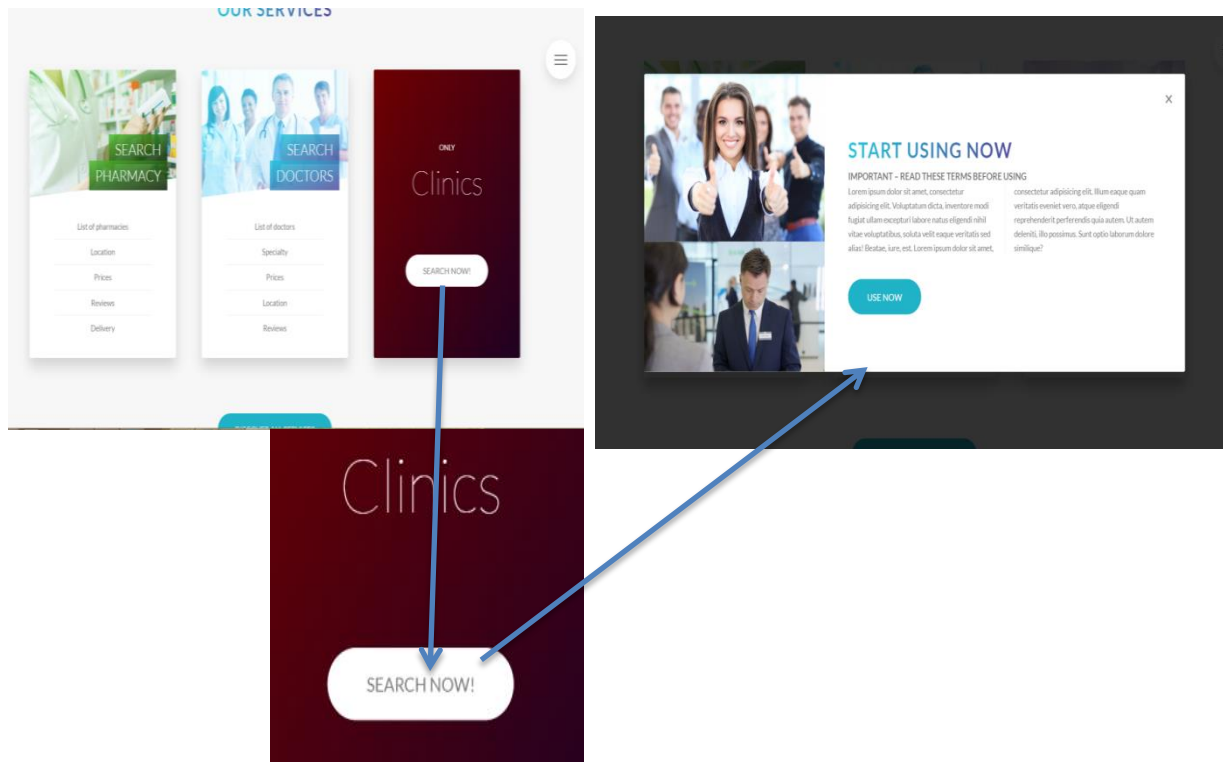 OUR SERVICES
SEARCH
PHARMACY
List of pharmacies
Location
Prices
Reviews
Delivery
SEARCH
DOCTORS
List of doctors
Specialty
Prices
Location
Reviews
ONLY
Clinics
SEARCH NOW!
Clinics
SEARCH NOW!
X
START USING NOW
IMPORTANT – READ THESE TERMS BEFORE USING
Lorem ipsum dolor sit amet, consectetur
adipisicing elit. Voluptatum dicta, inventore modi
fugiat ullam excepturi labore natus eligendi nihil
vitae voluptatibus, soluta velit eaque veritatis sed
alias! Beatae, iure, est. Lorem ipsum dolor sit amet,
consectetur adipisicing elit. Illum eaque quam
veritatis eveniet vero, atque eligendi
reprehenderit perferendis quia autem. Ut autem
deleniti, illo possimus. Sunt optio laborum dolore
similique?
USE NOW